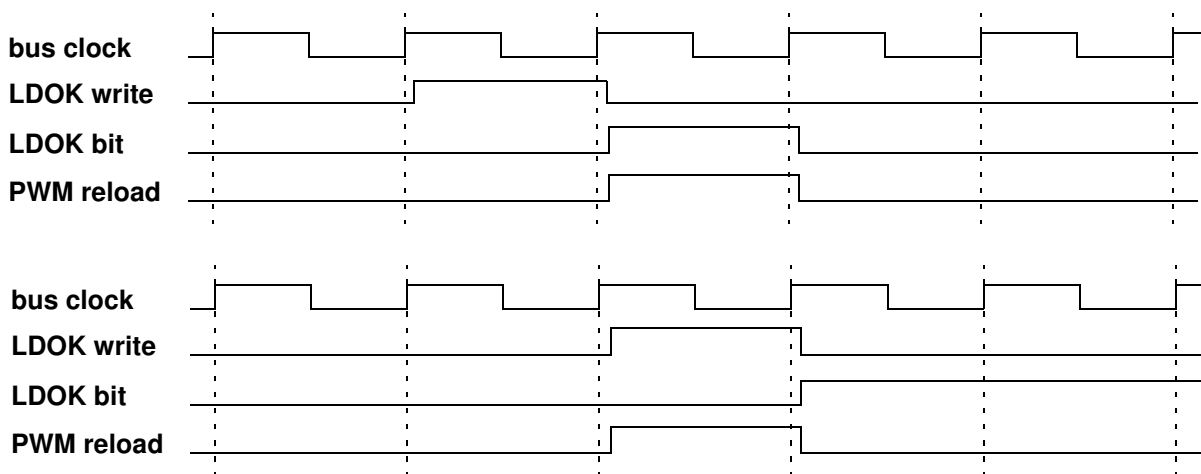 bus clock
LDOK write
LDOK bit
PWM reload
bus clock
LDOK write
LDOK bit
PWM reload